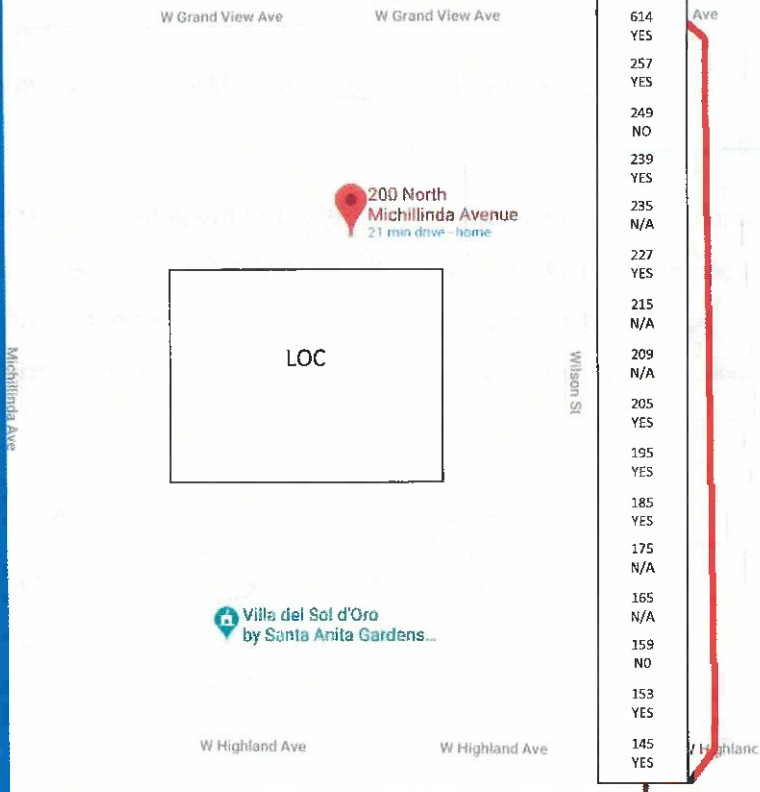 W Grand View Ave
W Grand View Ave
Ave
614
YES
257
YES
249
NO
239
YES
235
N/A
227
YES
215
N/A
209
N/A
205
YES
195
YES
185
YES
175
N/A
165
N/A
159
NO
153
YES
145
YES
200 North
Michillinda Avenue
21 min drive - home
LOC
Michillinda Ave
Wilson St
Villa del Sol d'Oro
by Santa Anita Gardens...
W Highland Ave
W Highland Ave